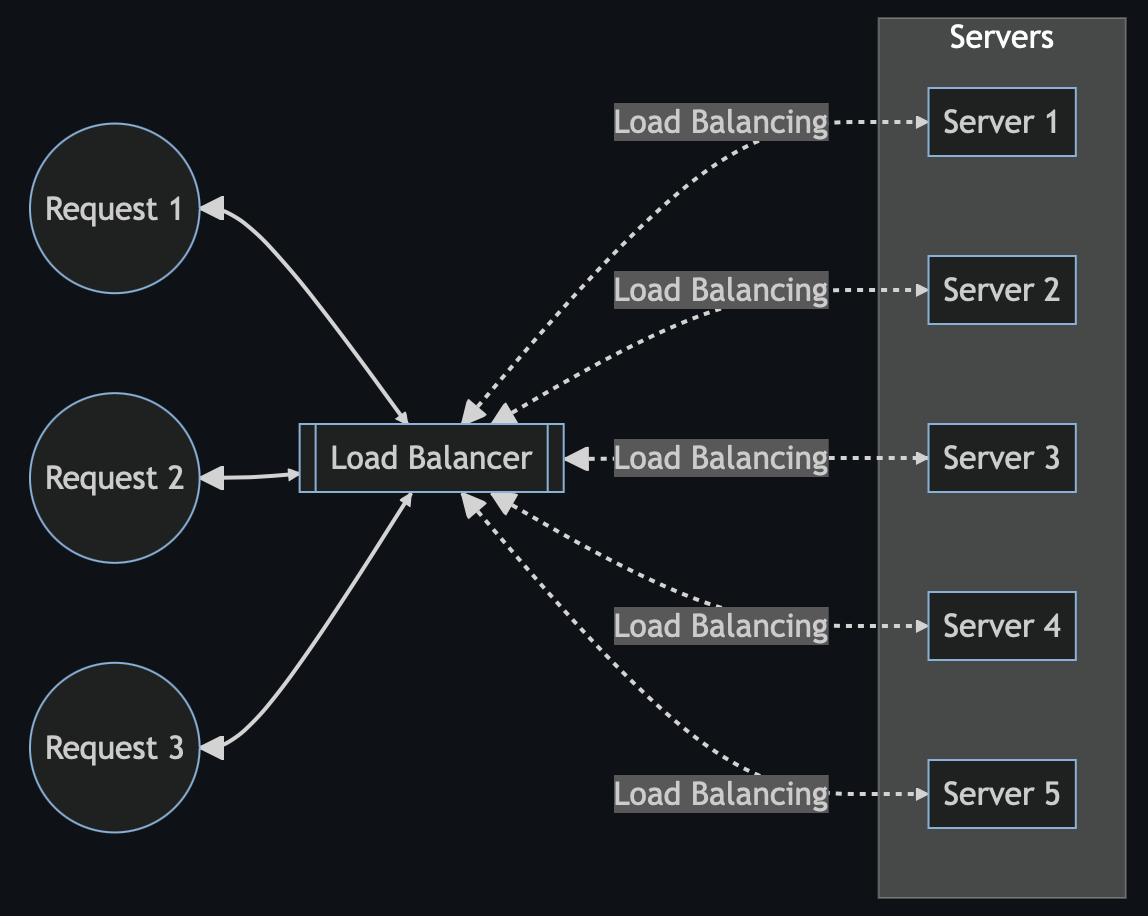 Servers
Request 1
Request 2
Request 3
Load Balancer
Load Balancing
Load Balancing
Load Balancing
Load Balancing
Load Balancing
Server 1
Server 2
Server 3
Server 4
Server 5